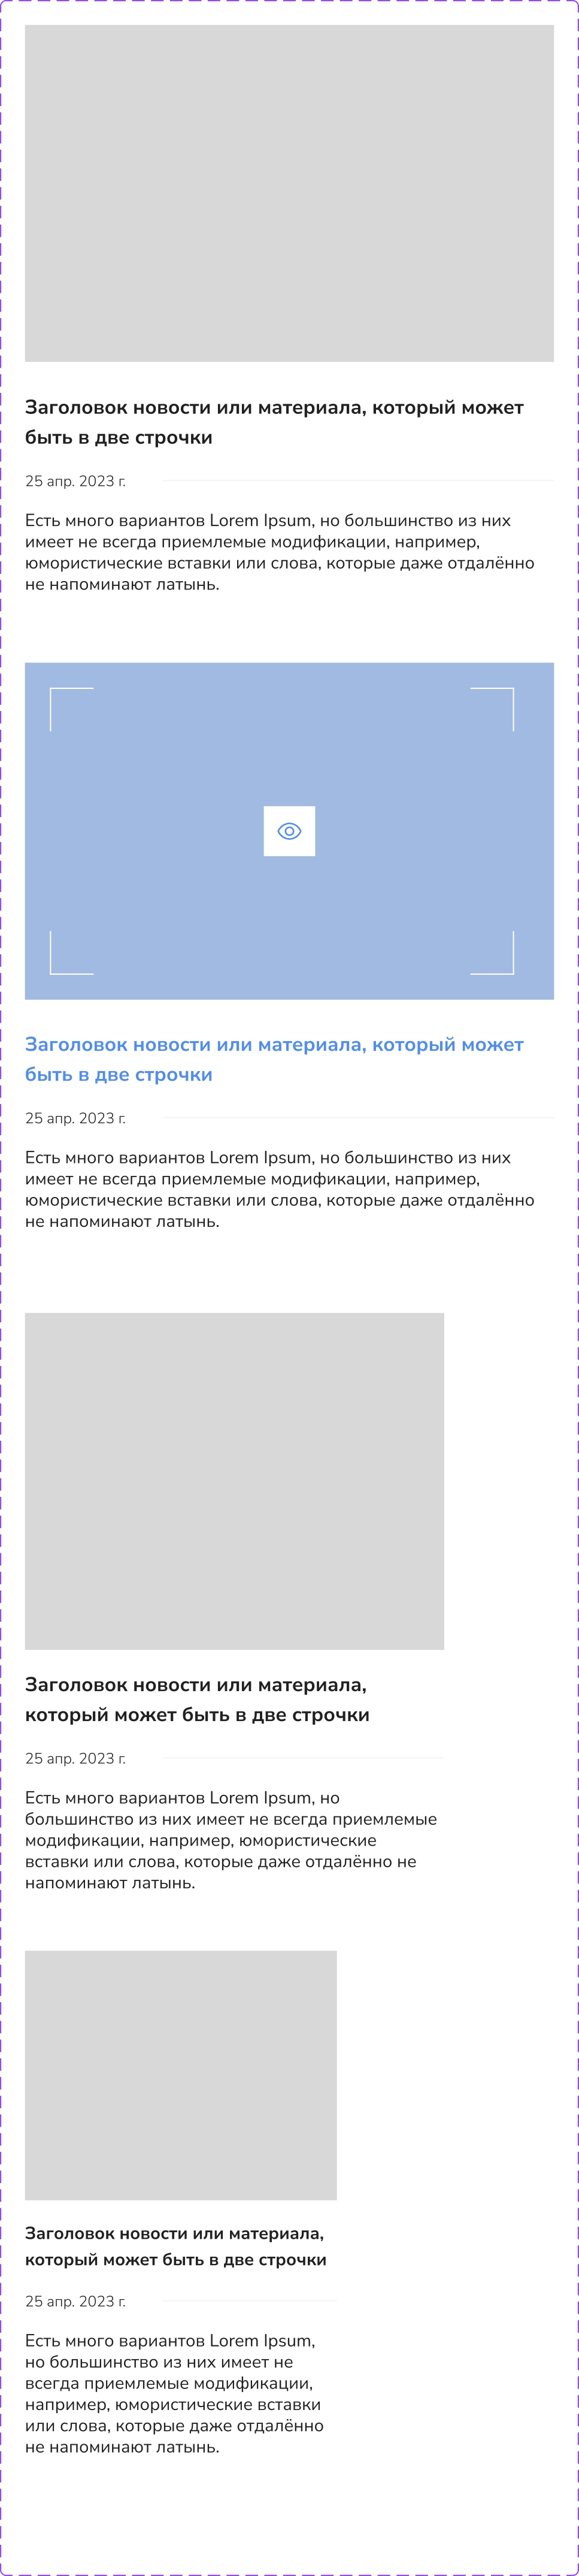 Заголовок новости или материала, который может
быть в две строчки
25 апр. 2023 г.
Есть много вариантов Lorem Ipsum, но большинство из них
имеет не всегда приемлемые модификации, например,
юмористические вставки или слова, которые даже отдалённо
не напоминают латынь.
Заголовок новости или материала, который может
быть в две строчки
25 апр. 2023 г.
Есть много вариантов Lorem Ipsum, но большинство из них
имеет не всегда приемлемые модификации, например,
юмористические вставки или слова, которые даже отдалённо
не напоминают латынь.
Заголовок новости или материала,
который может быть в две строчки
25 апр. 2023 г.
Есть много вариантов Lorem Ipsum, но
большинство из них имеет не всегда приемлемые
модификации, например, юмористические
вставки или слова, которые даже отдалённо не
напоминают латынь.
Заголовок новости или материала,
который может быть в две строчки
25 апр. 2023 г.
Есть много вариантов Lorem Ipsum,
но большинство из них имеет не
всегда приемлемые модификации,
например, юмористические вставки
или слова, которые даже отдалённо
не напоминают латынь.